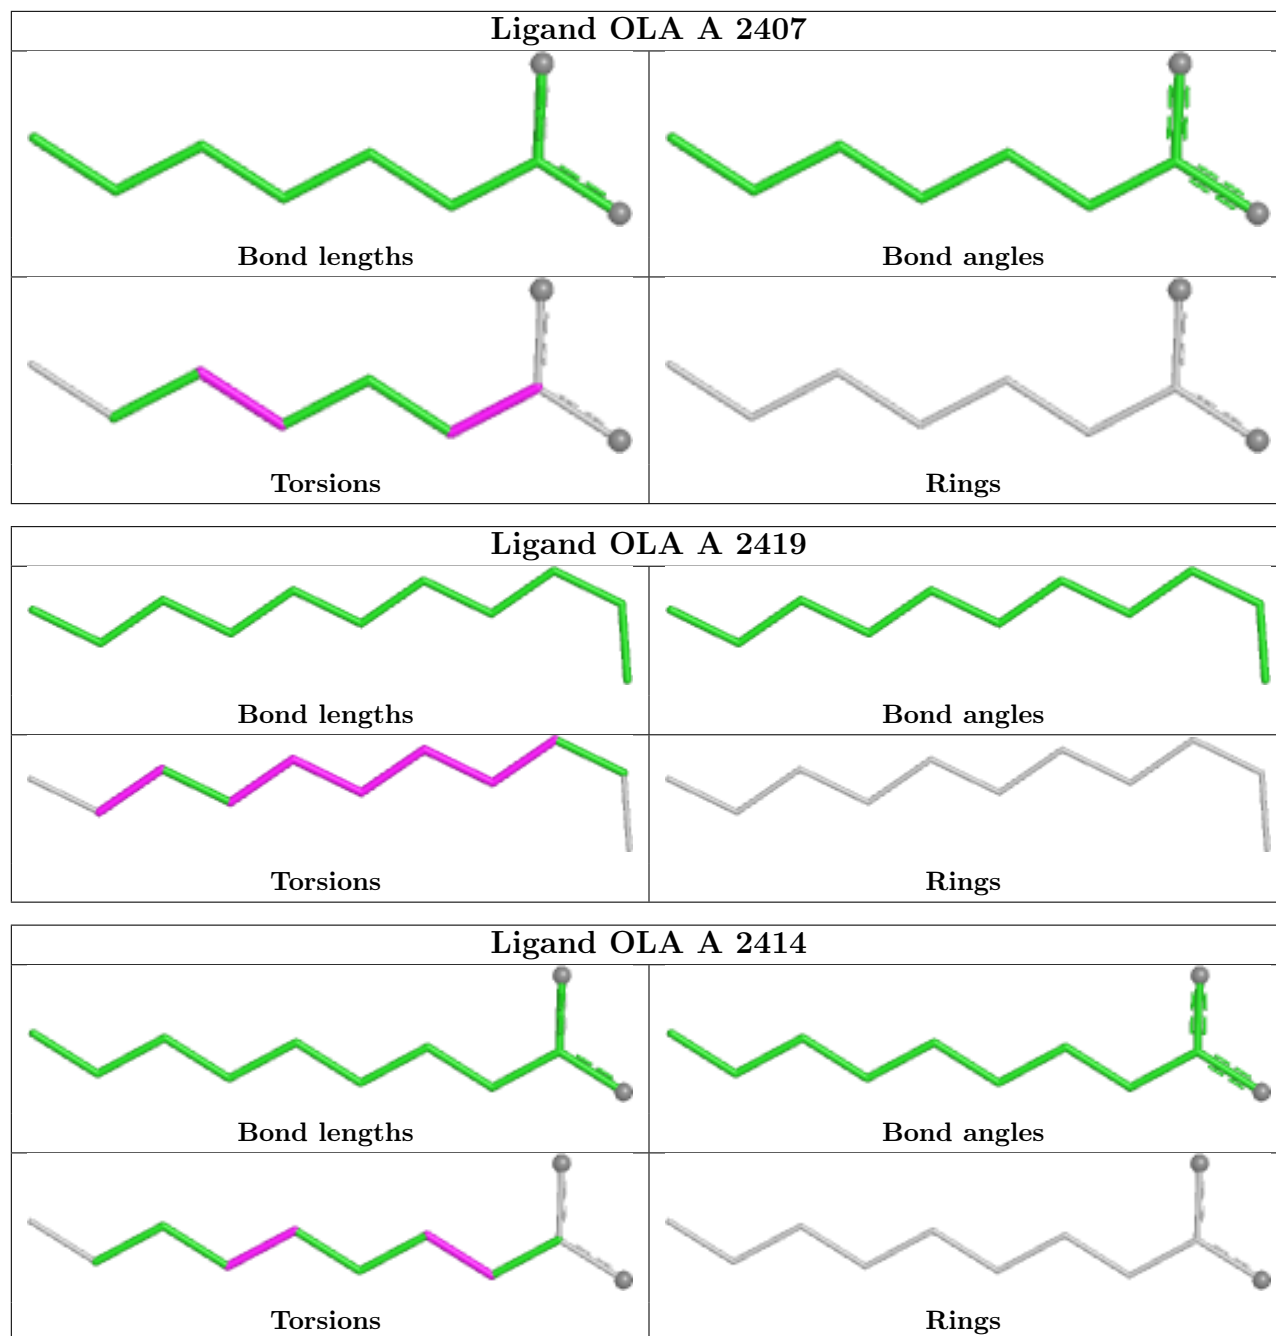 Ligand OLA A 2407
Bond lengths
Bond angles
Torsions
Rings
Ligand OLA A 2419
Bond lengths
Bond angles
Torsions
Rings
Ligand OLA A 2414
Bond lengths
Bond angles
Torsions
Rings